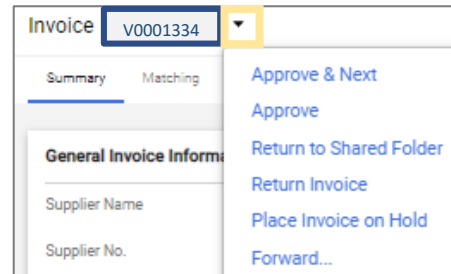 Invoice V0001334
Summary Matching
Approve & Next
Approve
General Invoice Informa
Return to Shared Folder
Return Invoice
Supplier Name
Place Invoice on Hold
Supplier No.
Forward...